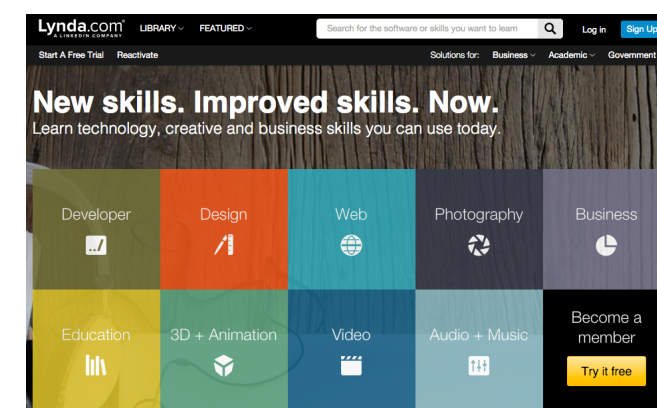 Lynda.com LIBRARY FEATURED Search for the software or skills you want to learn Log in Sign Up
A LINKEDIN COMPANY
Start A Free Trial Reactivate Solutions for: Business Academic Government
New skills. Improved skills. Now.
Learn technology, creative and business skills you can use today.
Developer Design Web Photography Business
Education 3D + Animation Video Audio + Music
Become a
member
Try it free